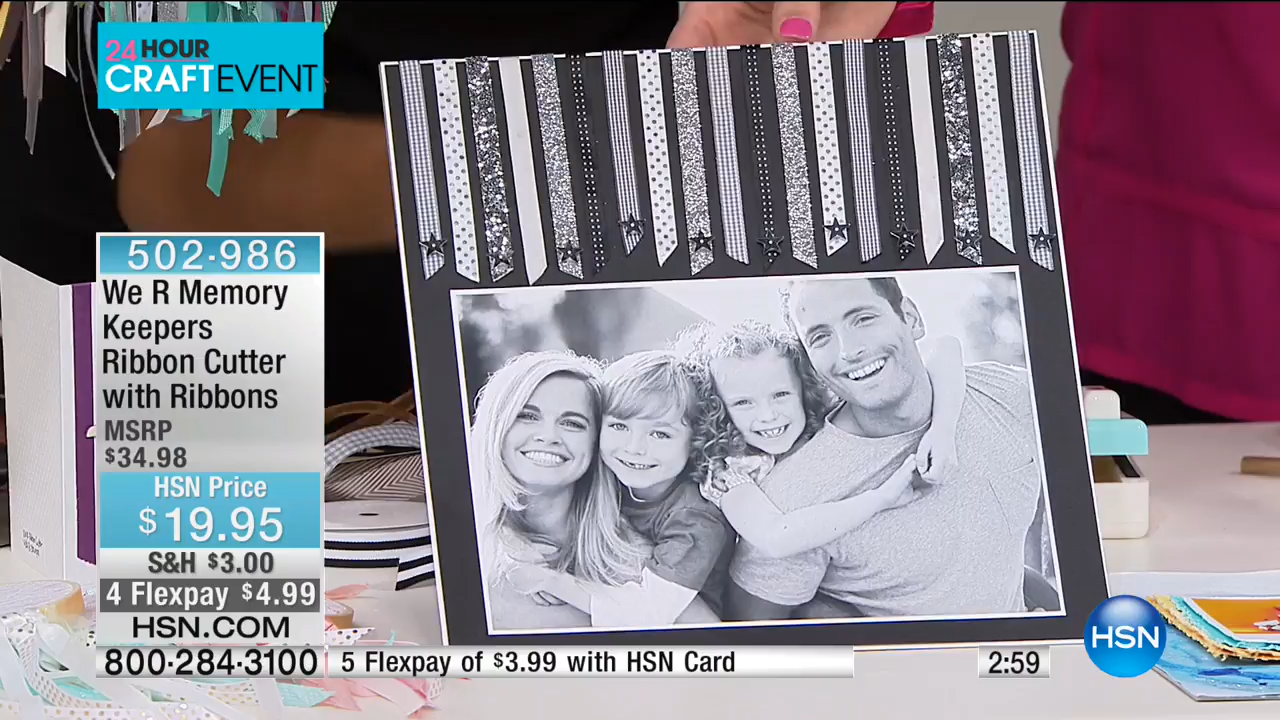 24 HOUR
CRAFT EVENT
502-986
We R Memory
Keepers
Ribbon Cutter
with Ribbons
MSRP
$34.98
HSN Price
$19.95
S&H $3.00
4 Flexpay $4.99
HSN.COM
800-284-3100
5 Flexpay of $3.99 with HSN Card
2:59
HSN